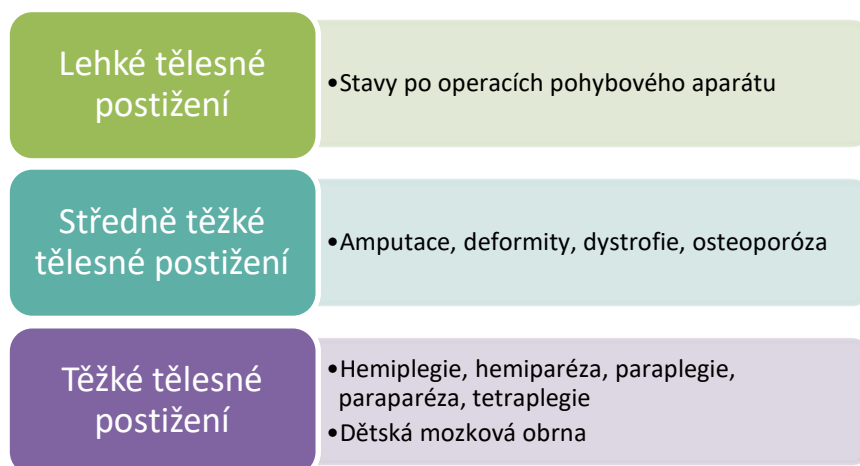 Lehké tělesné
postižení
•Stavy po operacích pohybového aparátu
Středně těžké
tělesné postižení
•Amputace, deformity, dystrofie, osteoporóza
Těžké tělesné
postižení
•Hemiplegie, hemiparéza, paraplegie,
paraparéza, tetraplegie
•Dětská mozková obrna